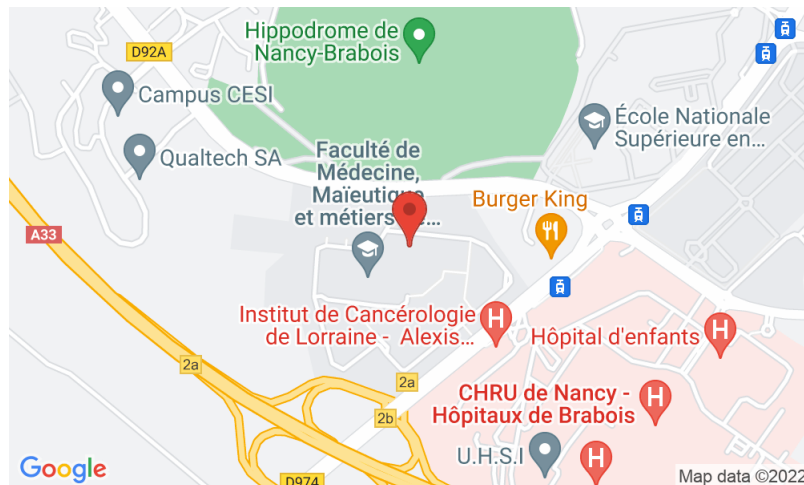 Hippodrome de
Nancy-Brabois
D92A
Campus CESI
École Nationale
Supérieure en...
Qualtech SA
Faculté de
Médecine,
Maïeutique
et métiers
...
Burger King
A33
Institut de Cancérologie
de Lorraine - Alexis...
Hôpital d'enfants
2a
2a
CHRU de Nancy -
Hôpitaux de Brabois
2b
U.H.S.I
Google
D974
Map data ©2022